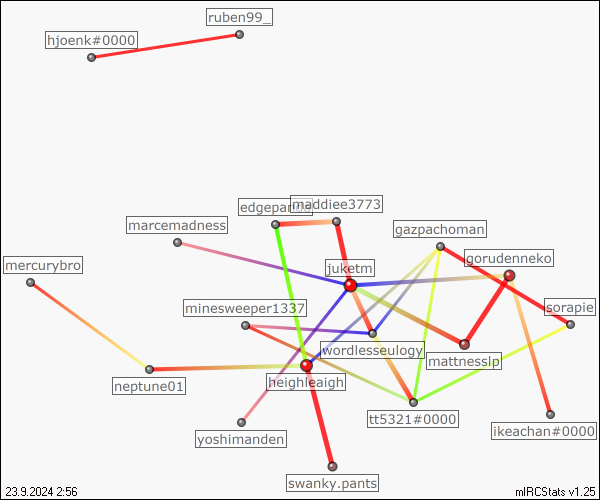 ruben99_
hjoenk#0000
maddiee3773
marcemadness
gazpachoman
gorudenneko
mercurybro
juketm
minesweeper1337
sorapie
wordlesseulogy
mattnesslp
neptune01
heighleaigh
tt5321#0000
ikeachan#0000
yoshimanden
swanky.pants
23.9.2024 2:56
mIRCStats v1.25